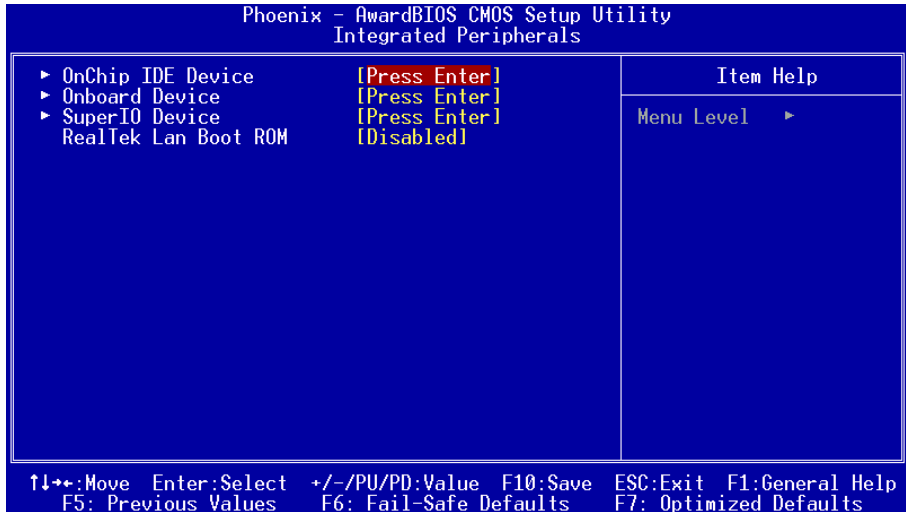 Phoenix - AwardBIOS CMOS Setup Utility
Integrated Peripherals
► OnChip IDE Device [Press Enter]
► Onboard Device [Press Enter]
► SuperIO Device [Press Enter]
RealTek Lan Boot ROM [Disabled]
Item Help
Menu Level ►
↑↓→←:Move Enter:Select +/-/PU/PD:Value F10:Save ESC:Exit F1:General Help
F5: Previous Values F6: Fail-Safe Defaults F7: Optimized Defaults